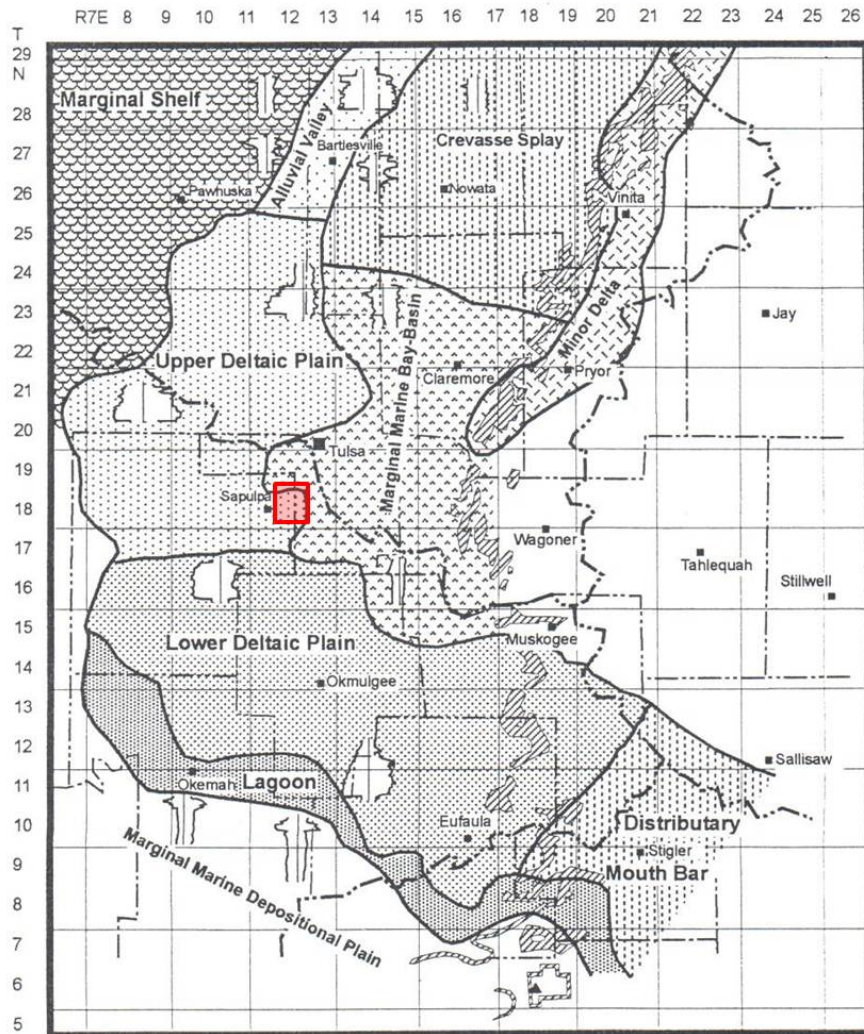 T R7E 8 9 10 11 12 13 14 15 16 17 18 19 20 21 22 23 24 25 26
29
N
28
27
26
25
24
23
22
21
20
19
18
17
16
15
14
13
12
11
10
9
8
7
6
5
Marginal Shelf
Alluvial Valley
Bartlesville
Crevasse Splay
Pawhuska
Nowata
Vinita
Upper Deltaic Plain
Marginal Marine Bay-Basin
Minor Delta
Jay
Claremore
Pryor
Tulsa
Sapulpa
Wagoner
Tahlequah
Stillwell
Lower Deltaic Plain
Muskogee
Okmulgee
Sallisaw
Okemah
Lagoon
Eufaula
Distributary
Stigler
Mouth Bar
Marginal Marine Depositional Plain